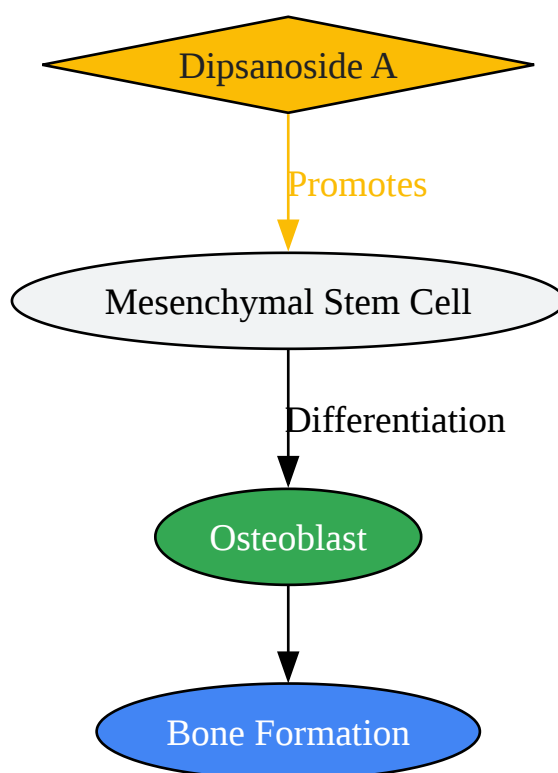 Dipsanoside A
Promotes
Mesenchymal Stem Cell
Differentiation
Osteoblast
Bone Formation